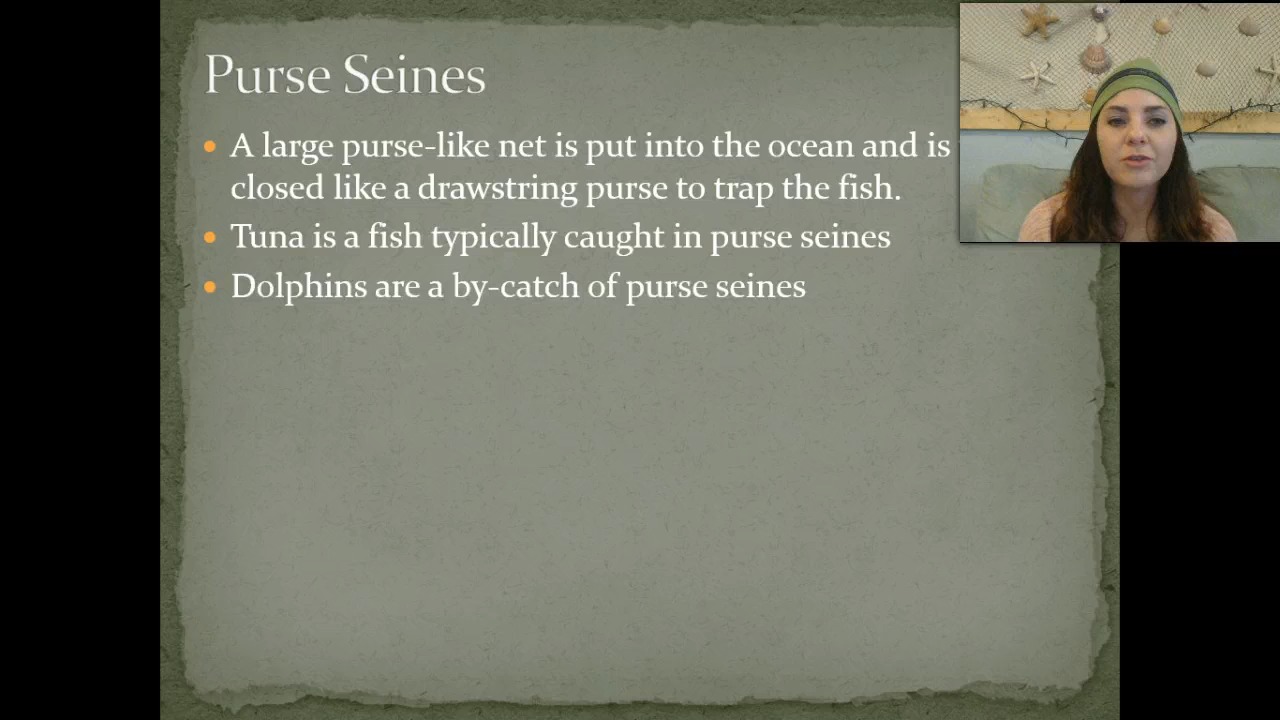 Purse Seines
• A large purse-like net is put into the ocean and is
closed like a drawstring purse to trap the fish.
• Tuna is a fish typically caught in purse seines
• Dolphins are a by-catch of purse seines